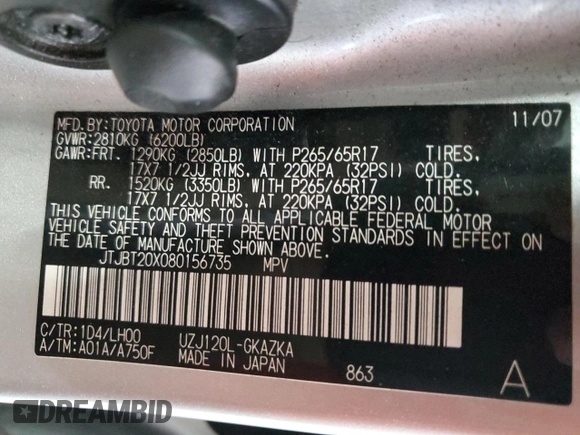 MFD.BY:TOYOTA MOTOR CORPORATION 11/07
GVWR:2810KG (6200LB)
GAWR:FRT. 1290KG (2850LB) WITH P265/65R17 TIRES,
17X7 1/2JJ RIMS, AT 220KPA (32PSI) COLD.
RR. 1520KG (3350LB) WITH P265/65R17 TIRES,
17X7 1/2JJ RIMS, AT 220KPA (32PSI) COLD.
THIS VEHICLE CONFORMS TO ALL APPLICABLE FEDERAL MOTOR
VEHICLE SAFETY AND THEFT PREVENTION STANDARDS IN EFFECT ON
THE DATE OF MANUFACTURE SHOWN ABOVE.
JTJBT20X080156735 MPV
C/TR:1D4/LH00 UZJ120L-GKAZKA
A/TM:A01A/A750F MADE IN JAPAN
863 A
DREAMBID